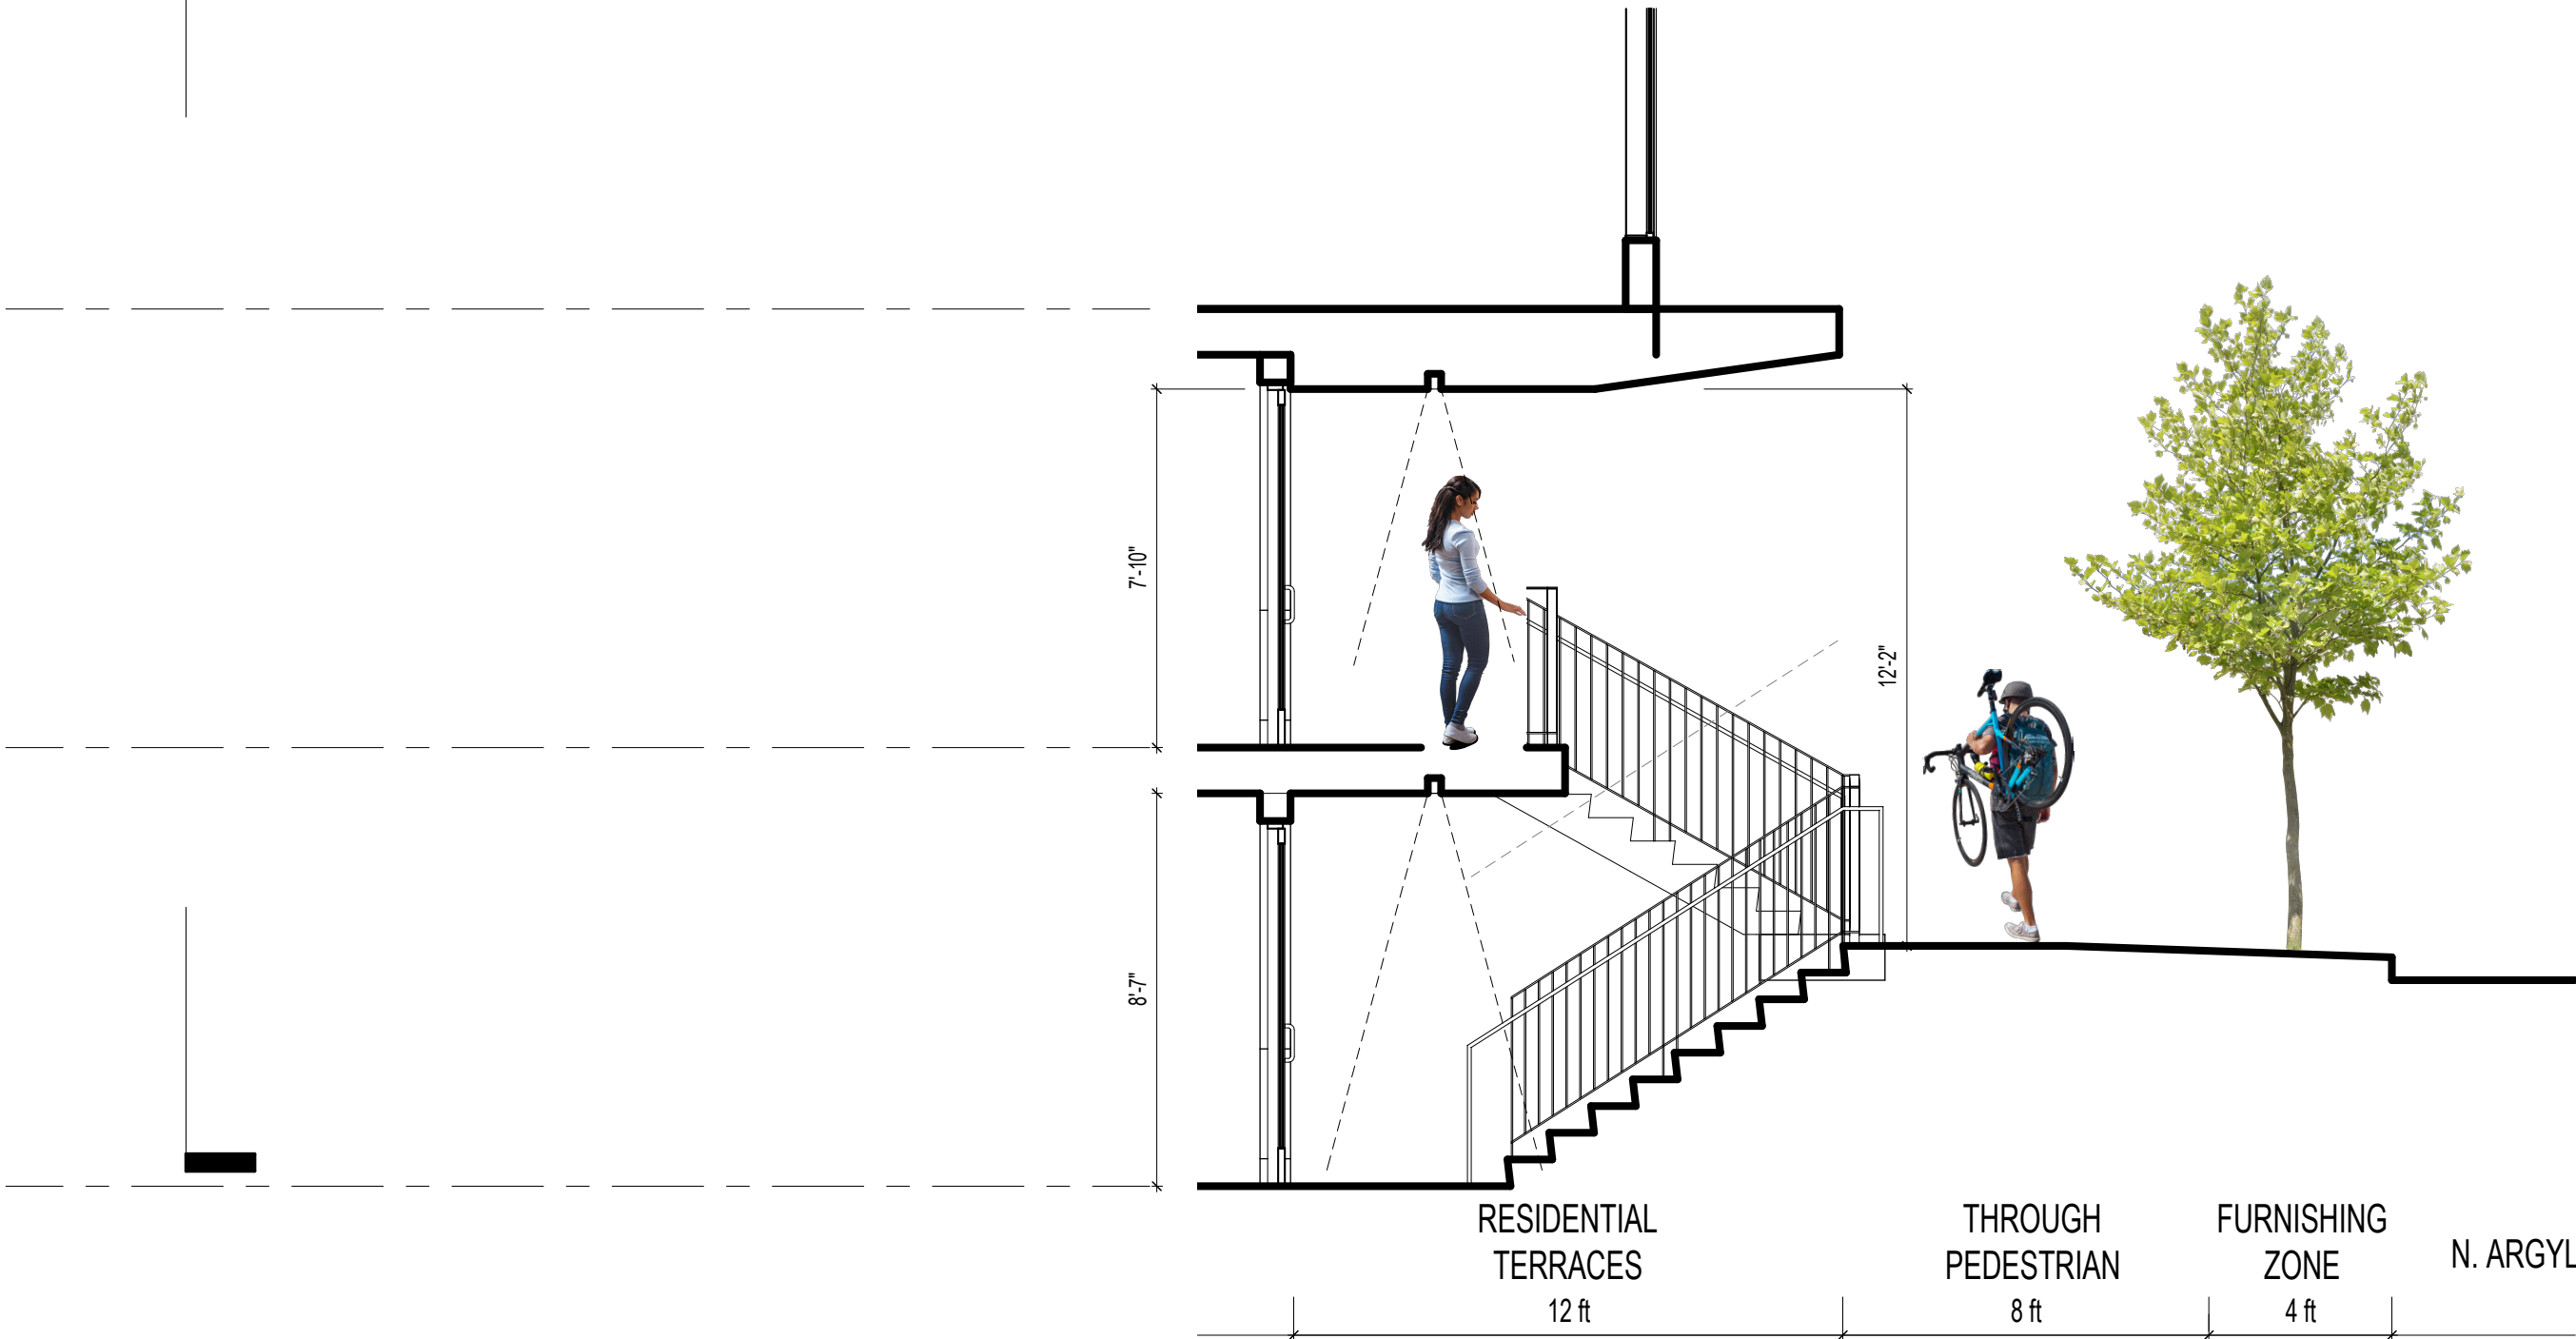 7'-10"
12'-2"
8'-7"
RESIDENTIAL
TERRACES
12 ft
THROUGH
PEDESTRIAN
8 ft
FURNISHING
ZONE
4 ft
N. ARGYL